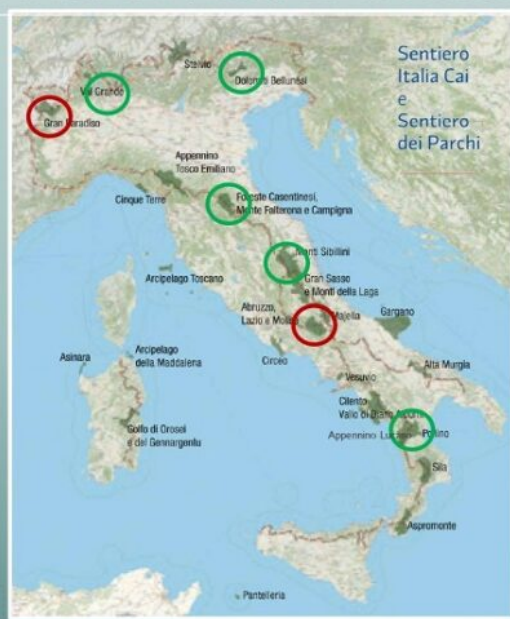 Sentiero
Italia Cai
e
Sentiero
dei Parchi
Stelvio
Val Grande
Dolomiti Bellunesi
Gran Paradiso
Appennino
Tosco Emiliano
Cinque Terre
Foreste Casentinesi,
Monte Falterona e Campigna
Monti Sibillini
Arcipelago Toscano
Gran Sasso
e Monti della Laga
Abruzzo,
Lazio e Molise
Majella
Gargano
Circeo
Asinara
Arcipelago
della Maddalena
Vesuvio
Alta Murgia
Cilento
Vallo di Diano
Appennino Lucano
Pollino
Golfo di Orosei
e del Gennargentu
Sila
Aspromonte
Pantelleria